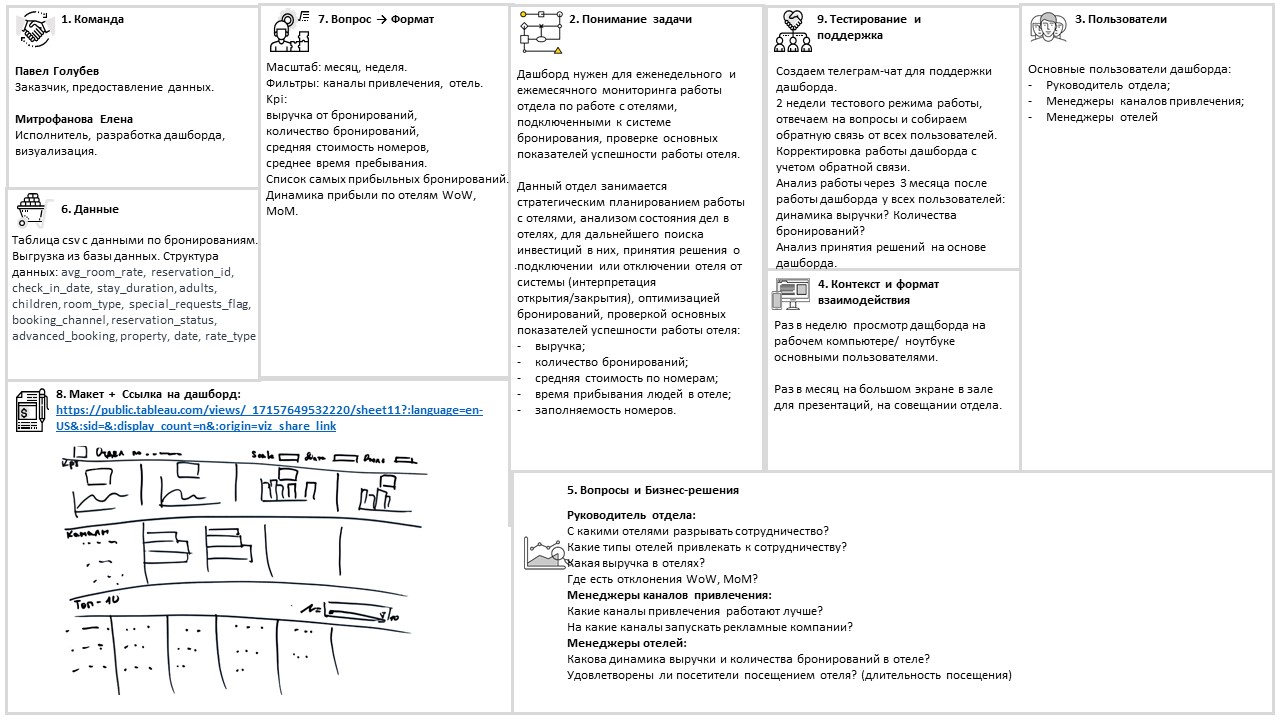 1. Команда
Павел Голубев
Заказчик, предоставление данных.
Митрофанова Елена
Исполнитель, разработка дашборда,
визуализация.
7. Вопрос → Формат
Масштаб: месяц, неделя.
Фильтры: каналы привлечения, отель.
Kpi:
выручка от бронирований,
количество бронирований,
средняя стоимость номеров,
среднее время пребывания.
Список самых прибыльных бронирований.
Динамика прибыли по отелям WoW,
MoM.
2. Понимание задачи
Дашборд нужен для еженедельного и
ежемесячного мониторинга работы
отдела по работе с отелями,
подключенными к системе
бронирования, проверке основных
показателей успешности работы отеля.
Данный отдел занимается
стратегическим планированием работы
с отелями, анализом состояния дел в
отелях, для дальнейшего поиска
инвестиций в них, принятия решения о
подключении или отключении отеля от
системы (интерпретация
открытия/закрытия), оптимизацией
бронирований, проверкой основных
показателей успешности работы отеля:
- выручка;
- количество бронирований;
- средняя стоимость по номерам;
- время прибывания людей в отеле;
- заполняемость номеров.
9. Тестирование и
поддержка
Создаем телеграм-чат для поддержки
дашборда.
2 недели тестового режима работы,
отвечаем на вопросы и собираем
обратную связь от всех пользователей.
Корректировка работы дашборда с
учетом обратной связи.
Анализ работы через 3 месяца после
работы дашборда у всех пользователей:
динамика выручки? Количества
бронирований?
Анализ принятия решений на основе
дашборда.
3. Пользователи
Основные пользователи дашборда:
- Руководитель отдела;
- Менеджеры каналов привлечения;
- Менеджеры отелей
6. Данные
Таблица csv с данными по бронированиям.
Выгрузка из базы данных. Структура
данных: avg_room_rate, reservation_id,
check_in_date, stay_duration, adults,
children, room_type, special_requests_flag,
booking_channel, reservation_status,
advanced_booking, property, date, rate_type
4. Контекст и формат
взаимодействия
Раз в неделю просмотр дащборда на
рабочем компьютере/ ноутбуке
основными пользователями.
Раз в месяц на большом экране в зале
для презентаций, на совещании отдела.
8. Макет + Ссылка на дашборд:
https://public.tableau.com/views/_17157649532220/sheet11?:language=en-
US&:sid=&:display_count=n&:origin=viz_share_link
Отдел по
Scale
Kpi
Каналы
Топ-10
N=
5. Вопросы и Бизнес-решения
Руководитель отдела:
С какими отелями разрывать сотрудничество?
Какие типы отелей привлекать к сотрудничеству?
Какая выручка в отелях?
Где есть отклонения WoW, MoM?
Менеджеры каналов привлечения:
Какие каналы привлечения работают лучше?
На какие каналы запускать рекламные компании?
Менеджеры отелей:
Какова динамика выручки и количества бронирований в отеле?
Удовлетворены ли посетители посещением отеля? (длительность посещения)